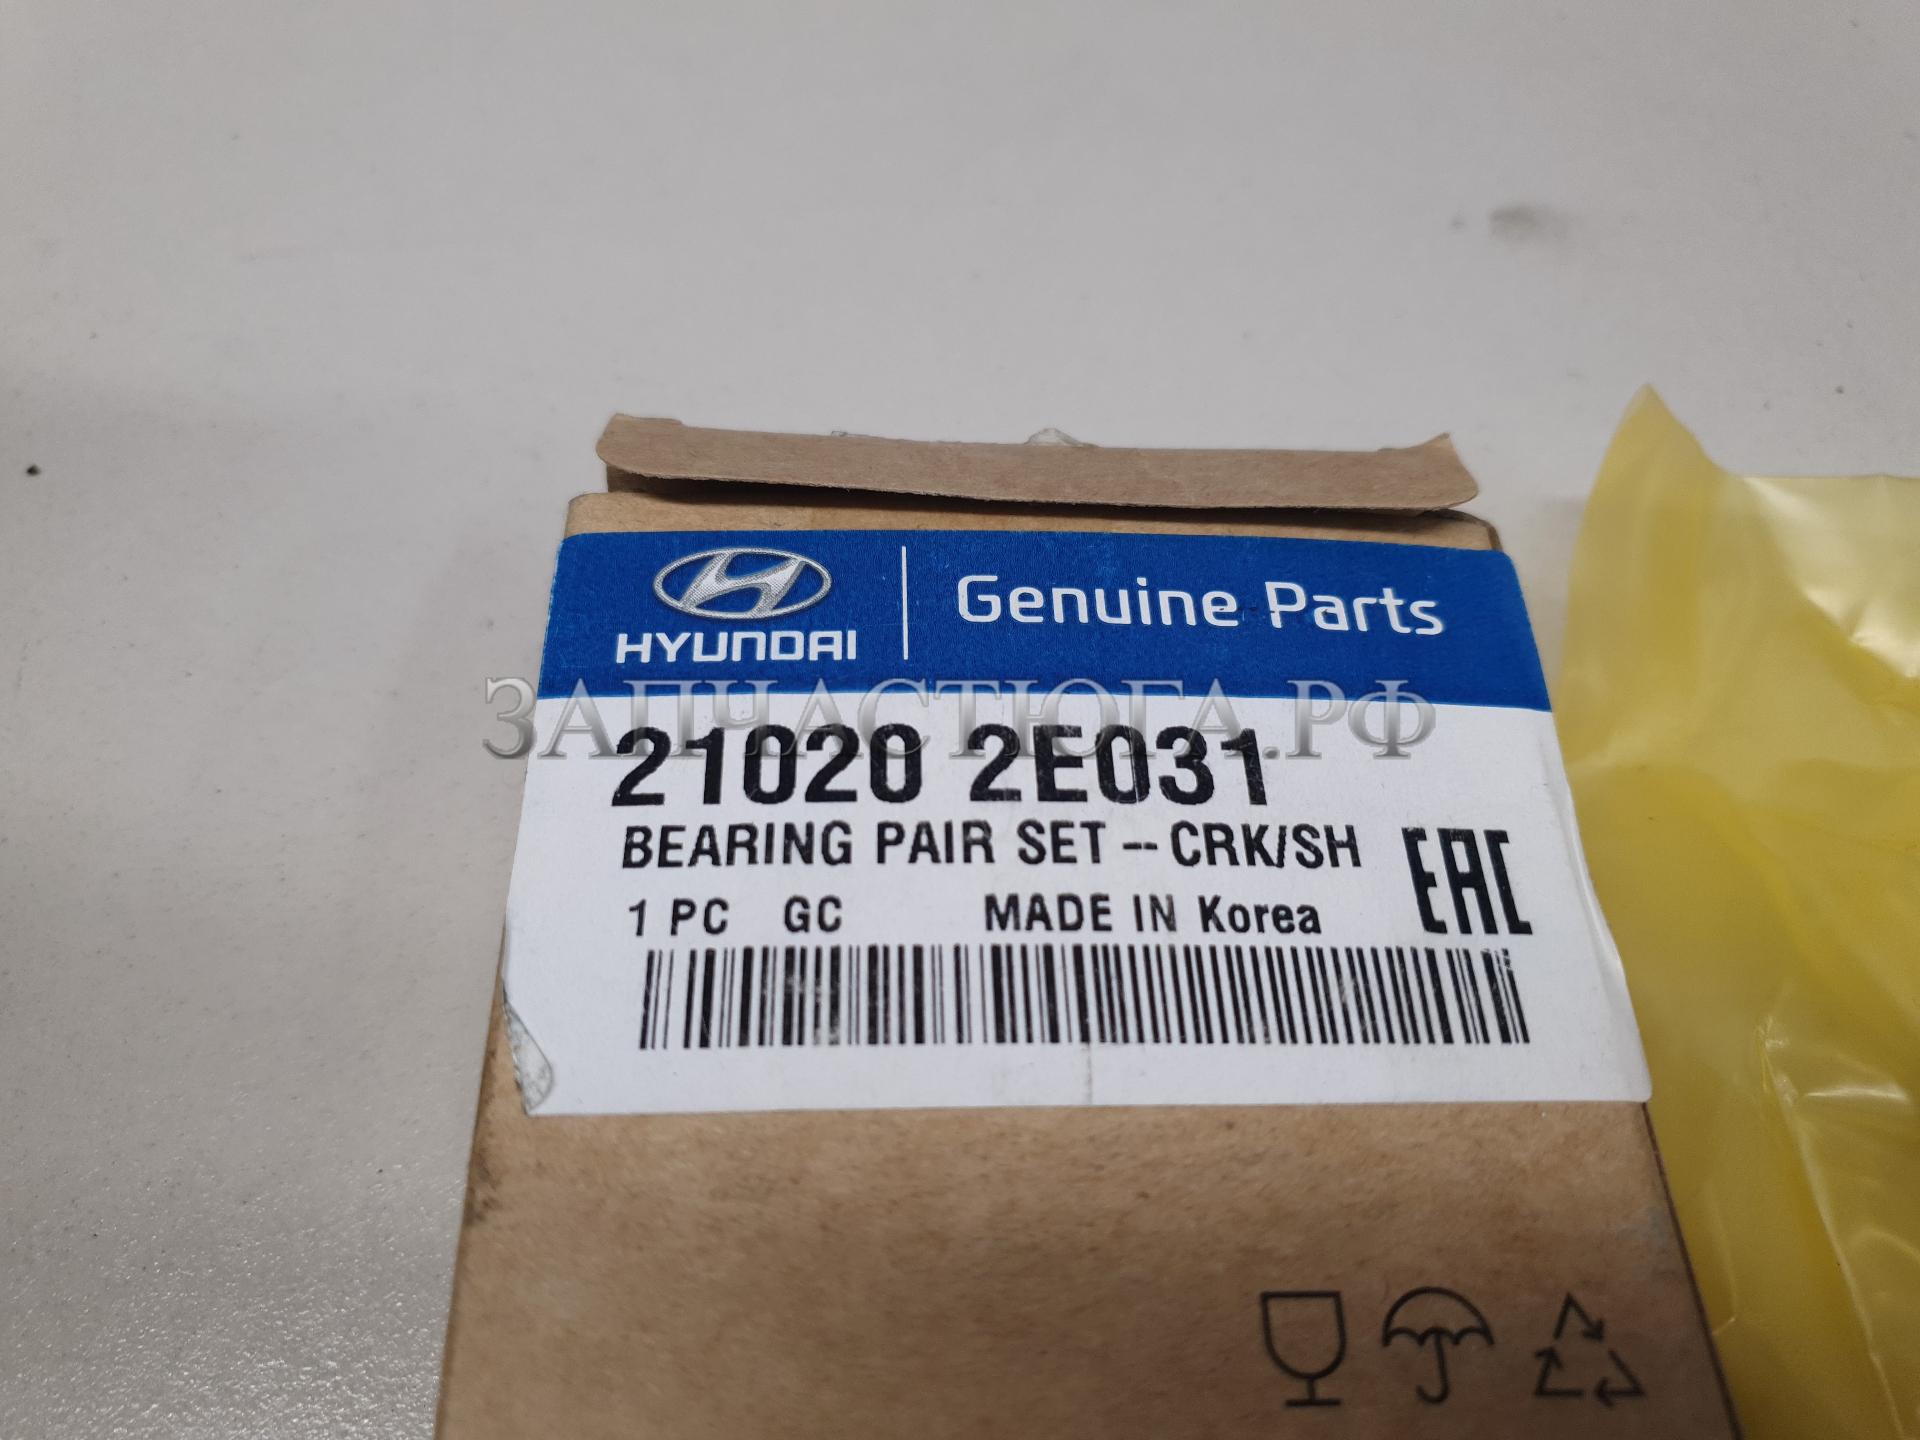 HYUNDAI
Genuine Parts
ЗАПЧАСТЮГА.РФ
21020 2E031
BEARING PAIR SET -- CRK/SH
1 PC GC MADE IN Korea
EAC